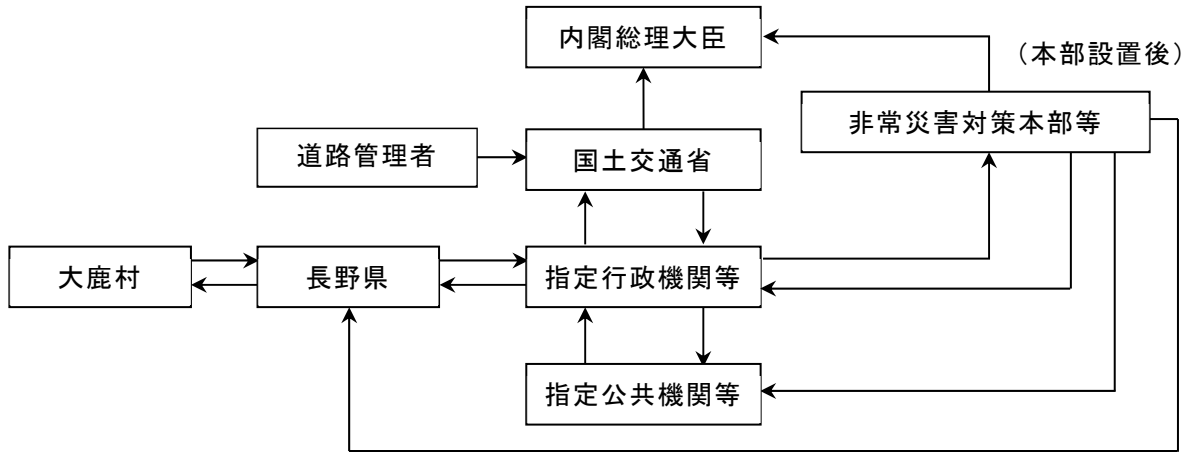 内閣総理大臣
（本部設置後）
非常災害対策本部等
道路管理者
国土交通省
大鹿村
長野県
指定行政機関等
指定公共機関等